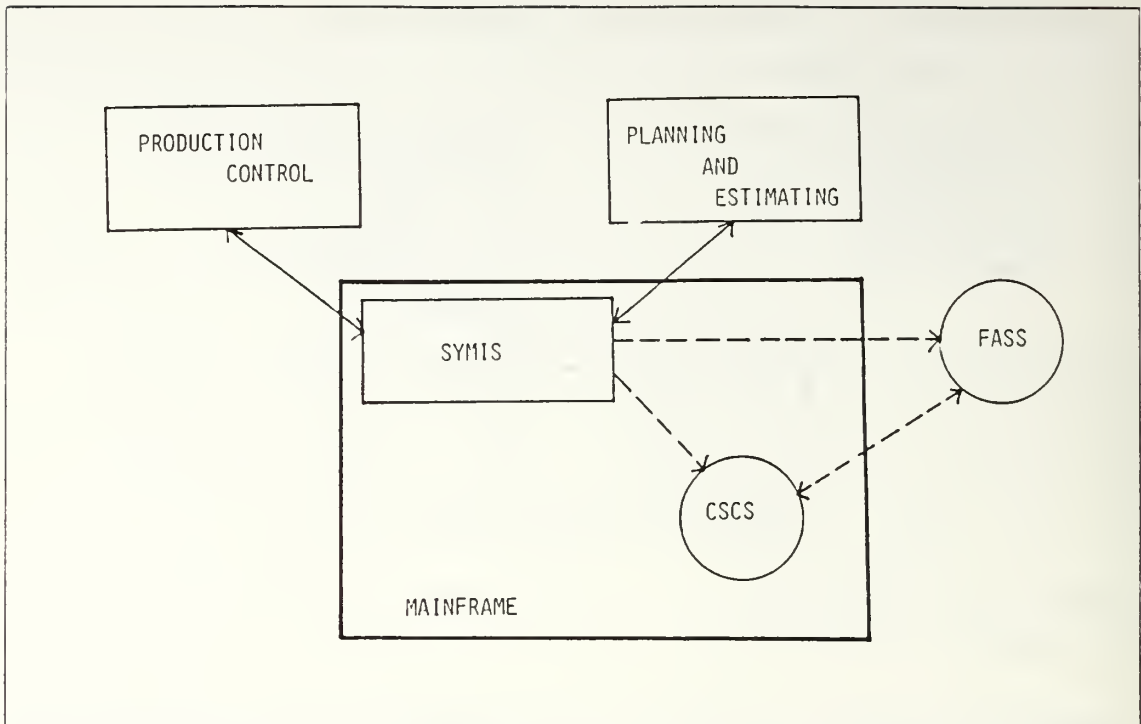 PRODUCTION
CONTROL
PLANNING
AND
ESTIMATING
SYMIS
FASS
CSCS
MAINFRAME